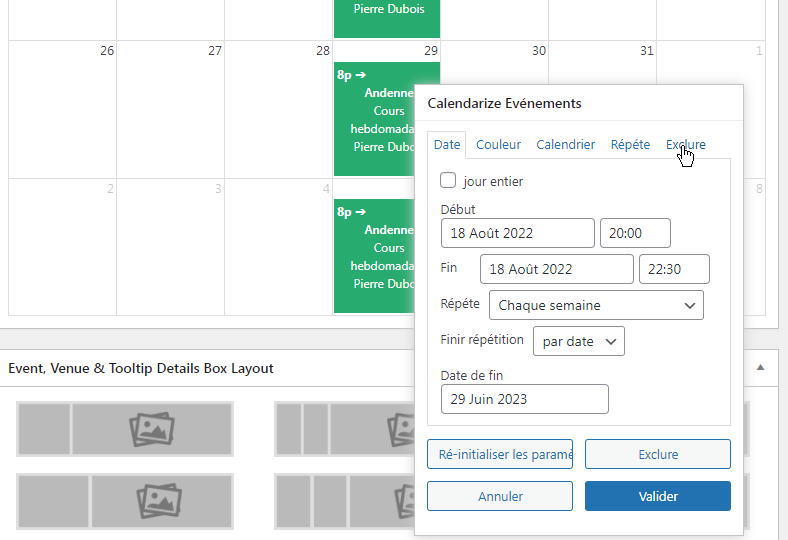 Pierre Dubois
26 27 28 29 30 31 1
8p ➔
Andenne
Cours
hebdomada
Pierre Dubo
2 3 4 8
8p ➔
Andenne
Cours
hebdomada
Pierre Dubo
Calendarize Evénements
Date Couleur Calendrier Répéte Exclure
jour entier
Début
18 Août 2022 20:00
Fin 18 Août 2022 22:30
Répéte Chaque semaine
Finir répétition par date
Date de fin
29 Juin 2023
Ré-initialiser les paramè Exclure
Annuler Valider
Event, Venue & Tooltip Details Box Layout